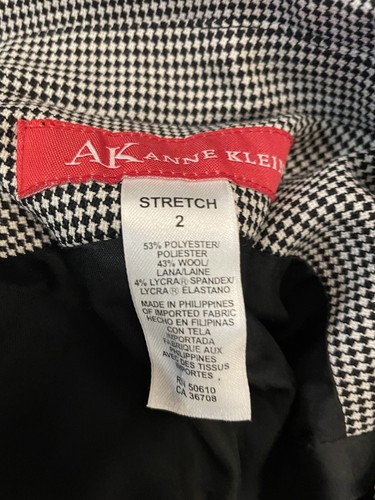 AK ANNE KLEIN
STRETCH
2
53% POLYESTER/
POLIESTER
43% WOOL/
LANA/LAINE
4% LYCRA® SPANDEX/
LYCRA® ELASTANO
MADE IN PHILIPPINES
OF IMPORTED FABRIC
HECHO EN FILIPINAS
CON TELA
IMPORTADA
FABRIQUE AUX
PHILIPPINES
AVEC DES TISSUS
IMPORTES
RN 50610
CA 36708